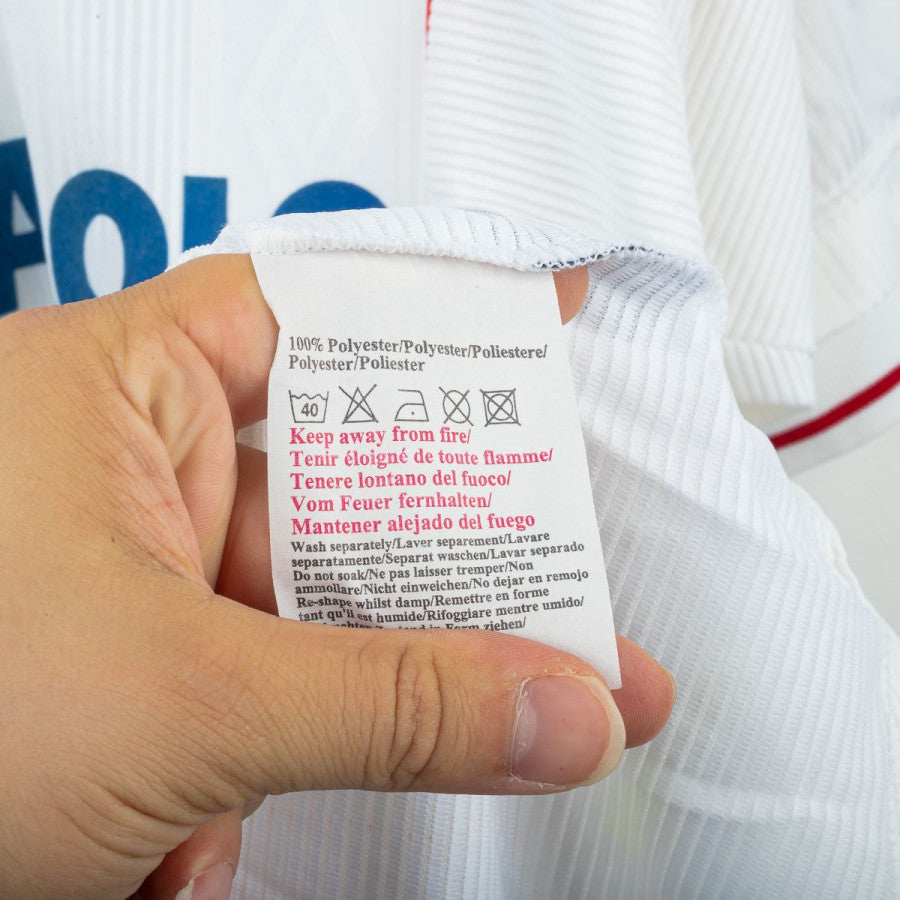 100% Polyester/Polyester/Poliestere/
Polyester/Poliester
40
Keep away from fire/
Tenir éloigné de toute flamme/
Tenere lontano del fuoco/
Vom Feuer fernhalten/
Mantener alejado del fuego
Wash separately/Laver separement/Lavare
separatamente/Separat waschen/Lavar separado
Do not soak/Ne pas laisser tremper/Non
ammollare/Nicht einweichen/No dejar en remojo
Re-shape whilst damp/Remettre en forme
tant qu'il est humide/Rifoggiare mentre umido/
in Form ziehen/